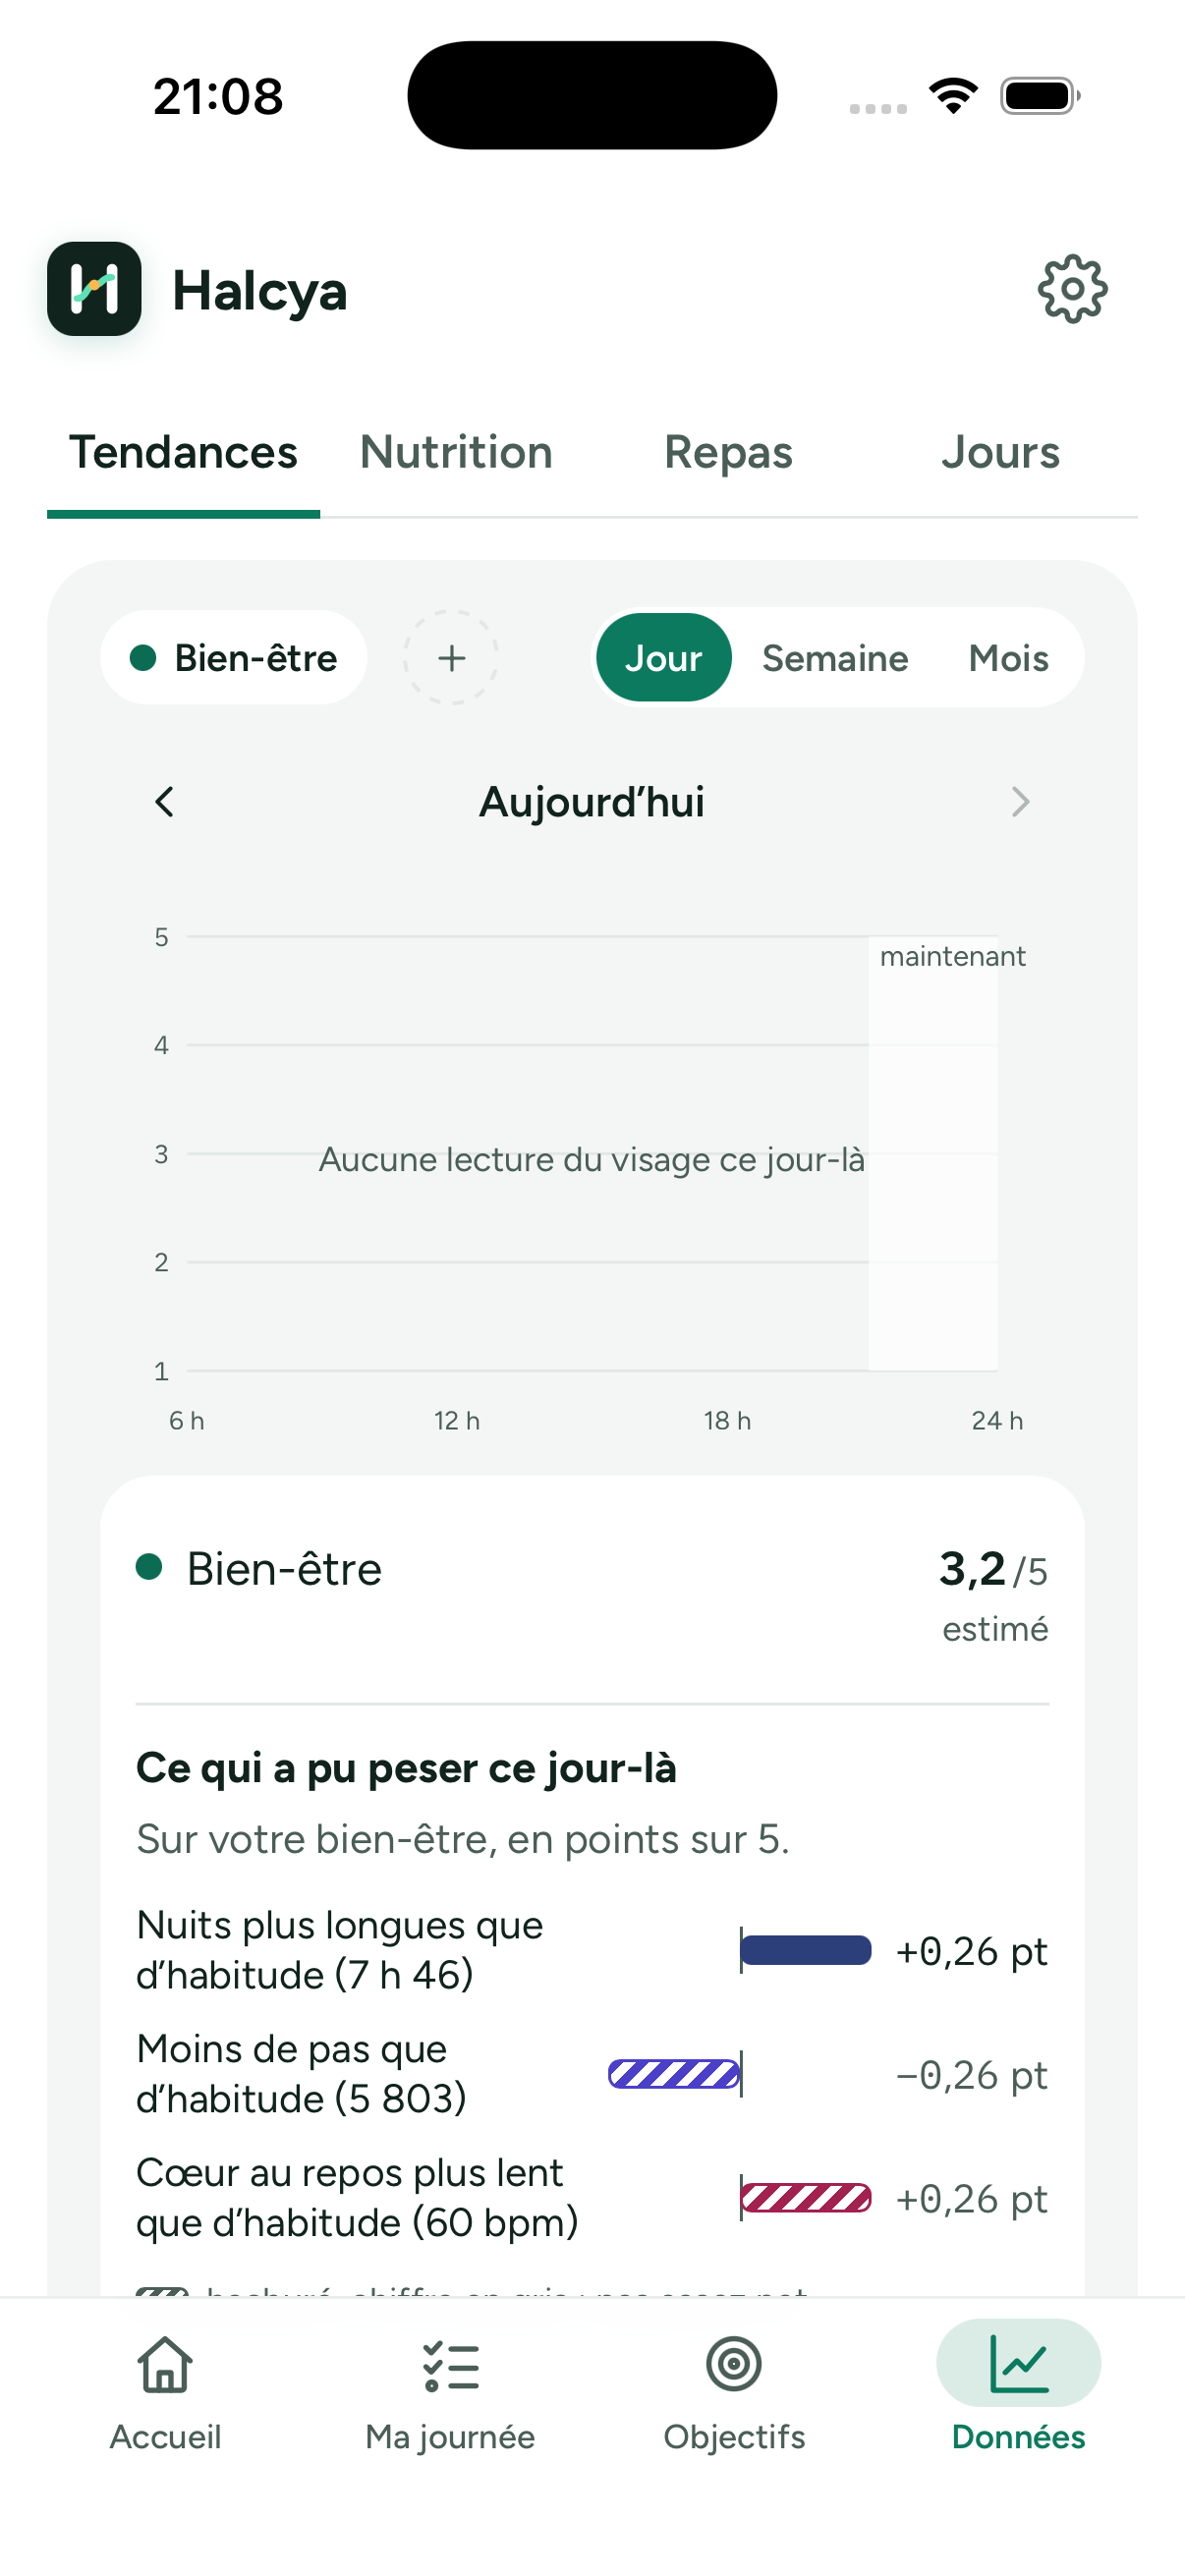 21:08
Halcya
Tendances Nutrition Repas Jours
Bien-être + Jour Semaine Mois
Aujourd’hui
5
maintenant
4
3
Aucune lecture du visage ce jour-là
2
1
6 h 12 h 18 h 24 h
Bien-être 3,2/5
estimé
Ce qui a pu peser ce jour-là
Sur votre bien-être, en points sur 5.
Nuits plus longues que
d’habitude (7 h 46) +0,26 pt
Moins de pas que
d’habitude (5 803) −0,26 pt
Cœur au repos plus lent
que d’habitude (60 bpm) +0,26 pt
Accueil Ma journée Objectifs Données